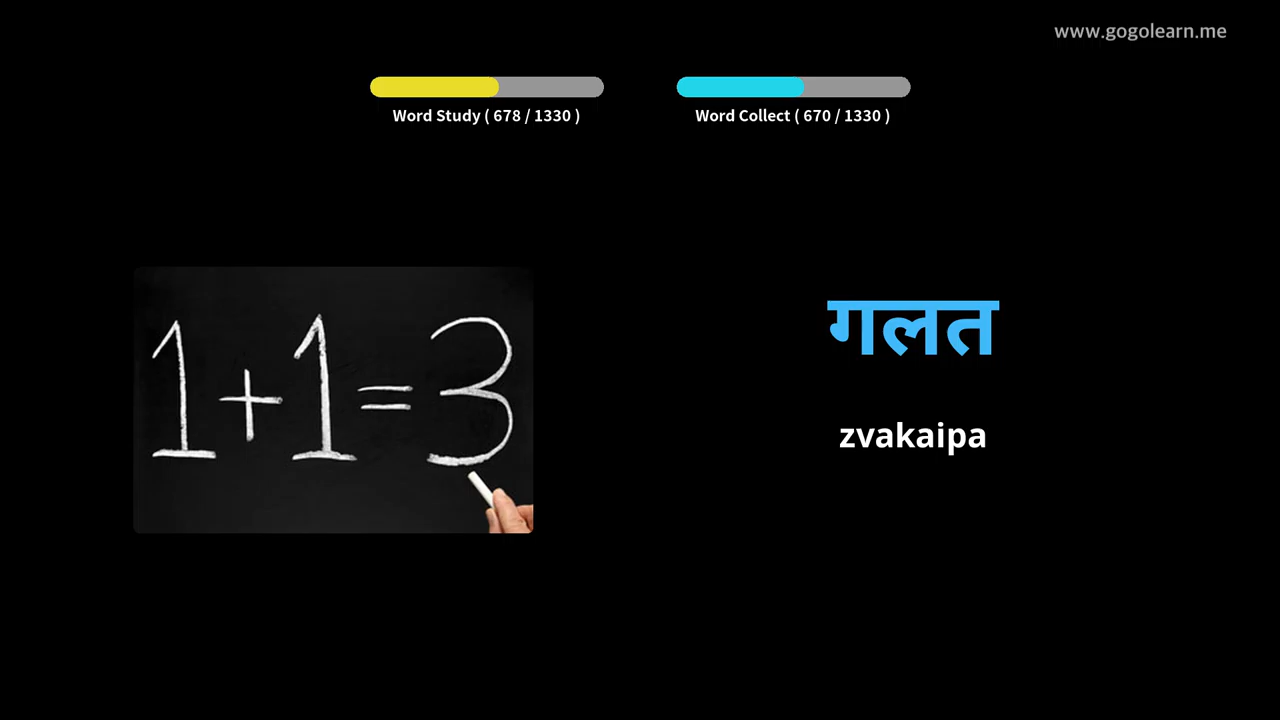 www.gogolearn.me
Word Study ( 678 / 1330 )
Word Collect ( 670 / 1330 )
1+1=3
गलत
zvakaipa